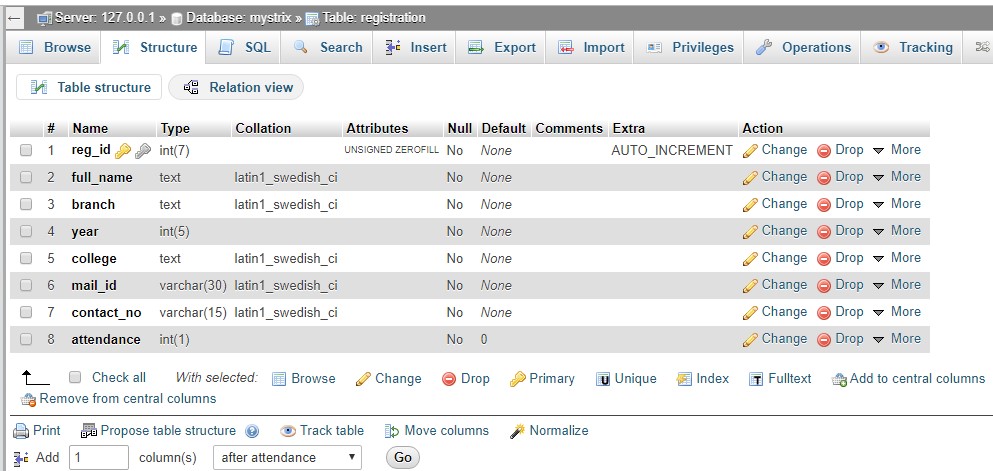 Server: 127.0.0.1 » Database: mystrix » Table: registration
Browse Structure SQL Search Insert Export Import Privileges Operations Tracking
Table structure Relation view
# Name Type Collation Attributes Null Default Comments Extra Action
1 reg_id int(7) UNSIGNED ZEROFILL No None AUTO_INCREMENT Change Drop More
2 full_name text latin1_swedish_ci No None Change Drop More
3 branch text latin1_swedish_ci No None Change Drop More
4 year int(5) No None Change Drop More
5 college text latin1_swedish_ci No None Change Drop More
6 mail_id varchar(30) latin1_swedish_ci No None Change Drop More
7 contact_no varchar(15) latin1_swedish_ci No None Change Drop More
8 attendance int(1) No 0 Change Drop More
Check all With selected: Browse Change Drop Primary Unique Index Fulltext Add to central columns
Remove from central columns
Print Propose table structure Track table Move columns Normalize
Add 1 column(s) after attendance Go